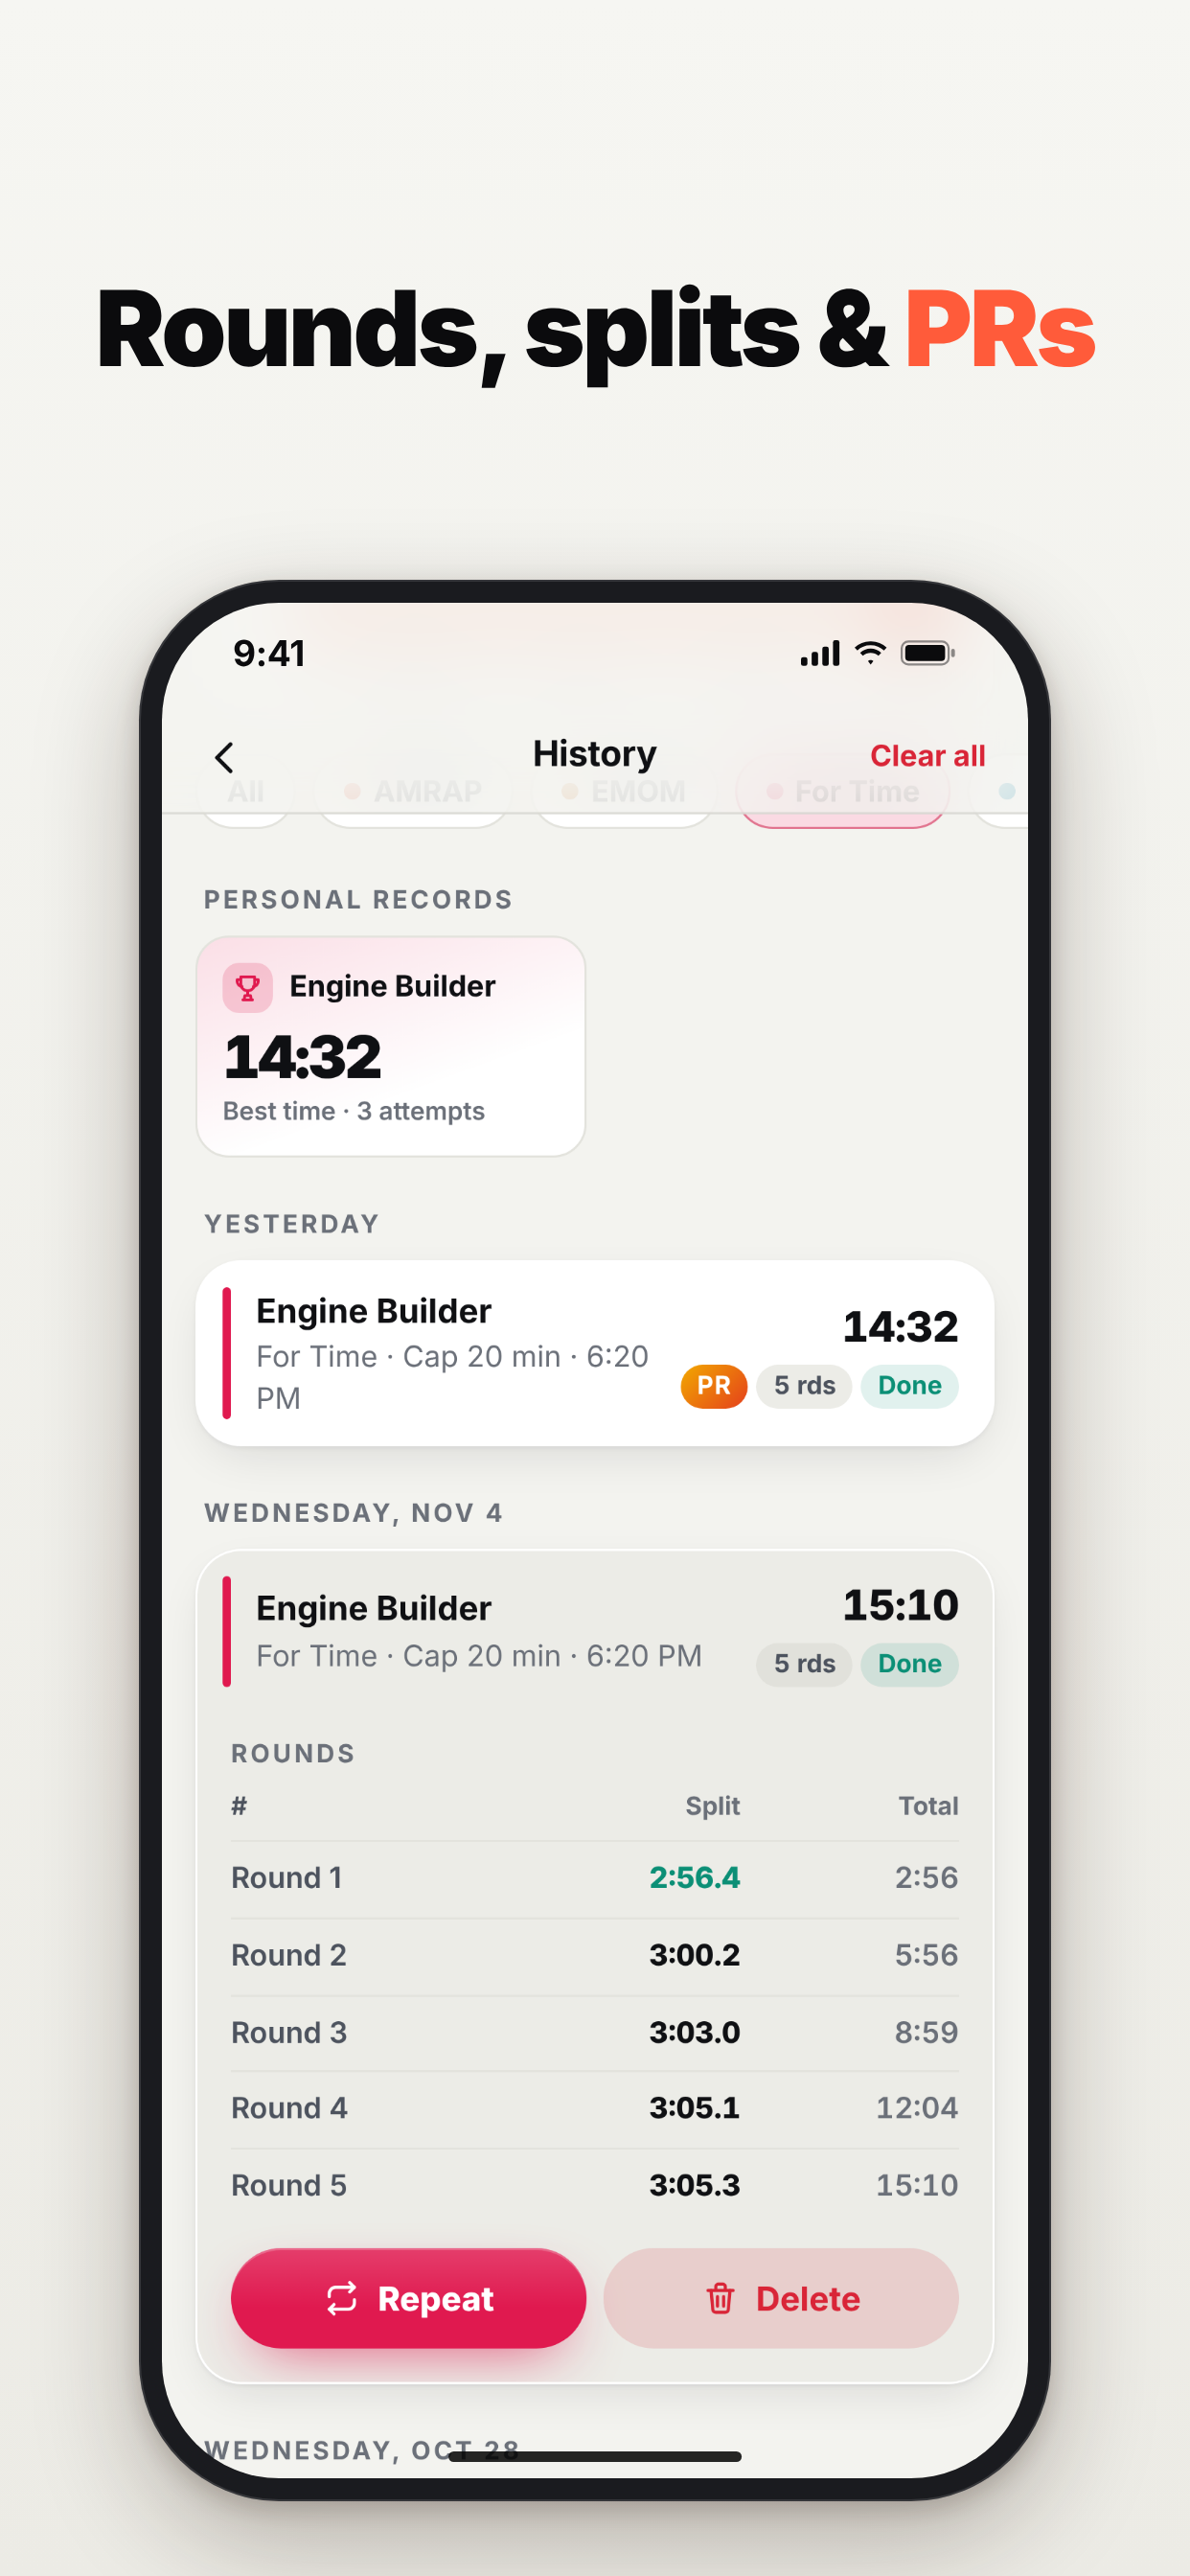 Rounds, splits & PRs
9:41
History
Clear all
All
AMRAP
EMOM
For Time
PERSONAL RECORDS
Engine Builder
14:32
Best time · 3 attempts
YESTERDAY
Engine Builder
14:32
For Time · Cap 20 min · 6:20
PM
PR
5 rds
Done
WEDNESDAY, NOV 4
Engine Builder
15:10
For Time · Cap 20 min · 6:20 PM
5 rds
Done
ROUNDS
# Split Total
Round 1 2:56.4 2:56
Round 2 3:00.2 5:56
Round 3 3:03.0 8:59
Round 4 3:05.1 12:04
Round 5 3:05.3 15:10
Repeat
Delete
WEDNESDAY, OCT 28